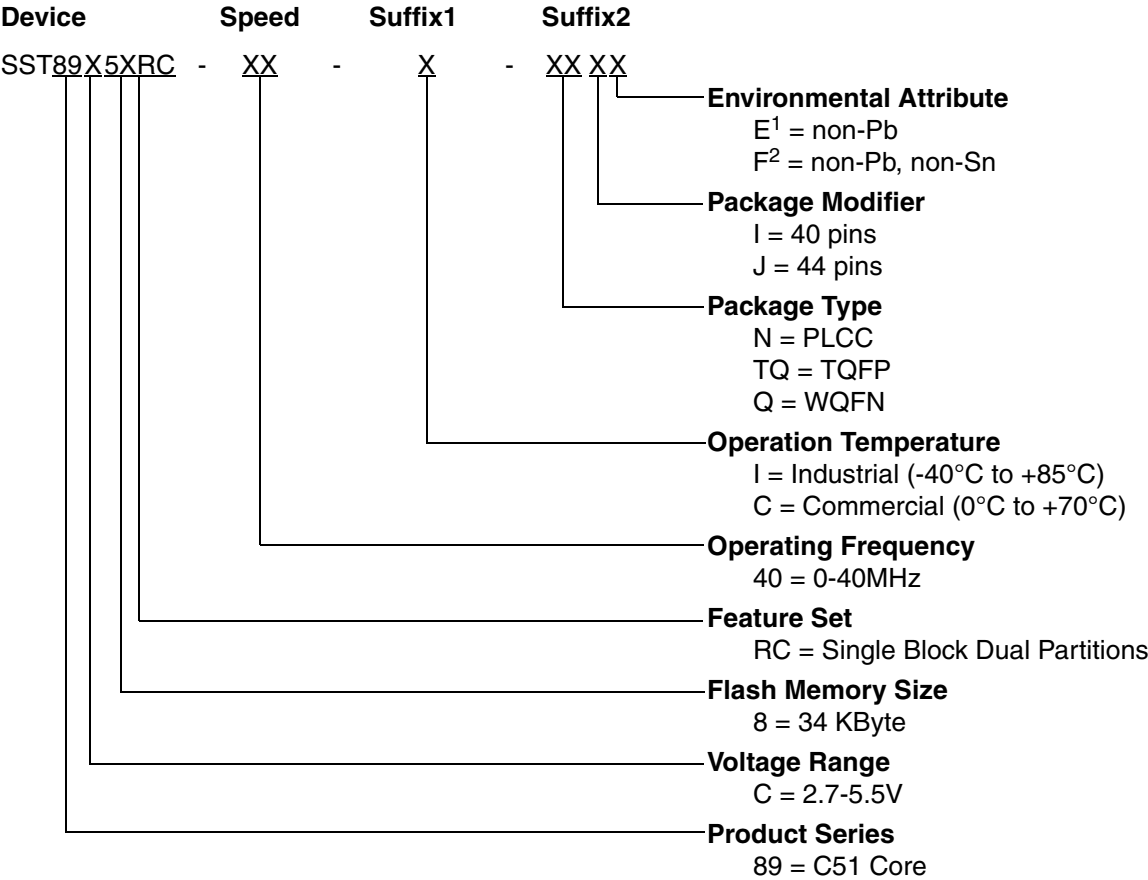 Device Speed Suffix1 Suffix2
SST89X5XRC - XX - X - XX X X
Environmental Attribute
E1 = non-Pb
F2 = non-Pb, non-Sn
Package Modifier
I = 40 pins
J = 44 pins
Package Type
N = PLCC
TQ = TQFP
Q = WQFN
Operation Temperature
I = Industrial (-40°C to +85°C)
C = Commercial (0°C to +70°C)
Operating Frequency
40 = 0-40MHz
Feature Set
RC = Single Block Dual Partitions
Flash Memory Size
8 = 34 KByte
Voltage Range
C = 2.7-5.5V
Product Series
89 = C51 Core